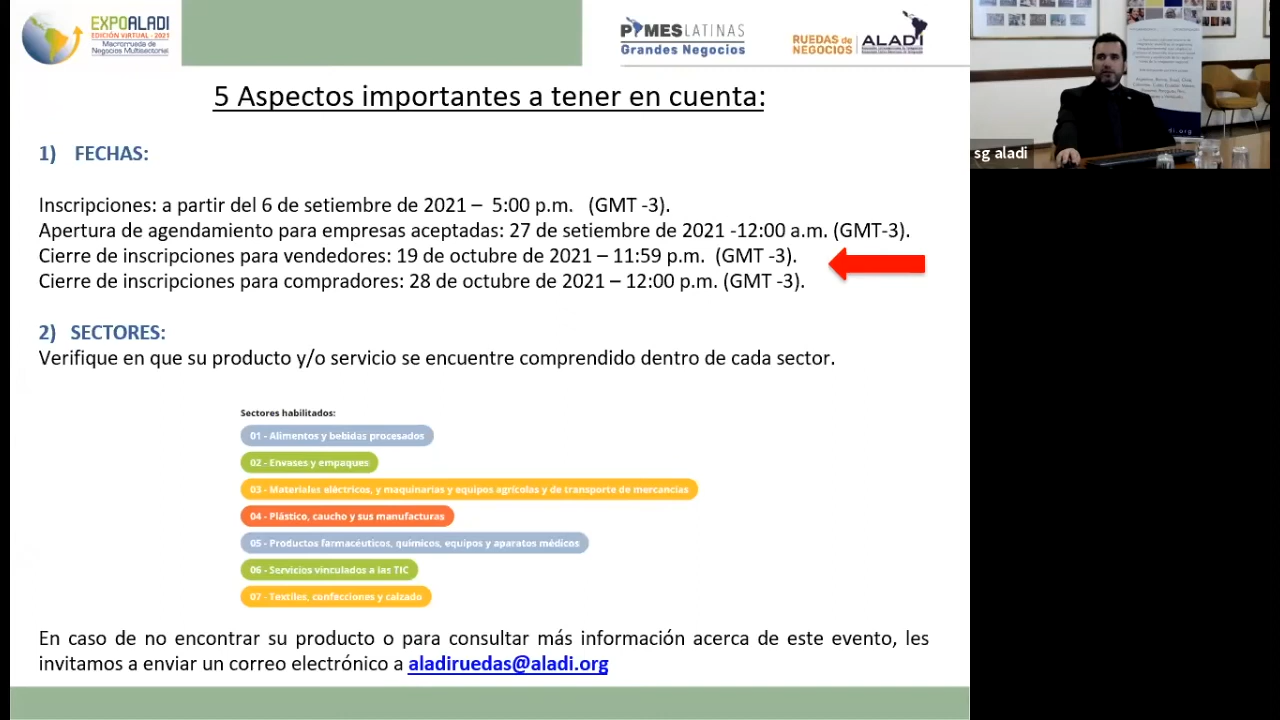 EXPOALADI
EDICIÓN VIRTUAL - 2021
Macrorrueda de
Negocios Multisectorial
PYMESLATINAS
Grandes Negocios
RUEDAS de
NEGOCIOS
ALADI
5 Aspectos importantes a tener en cuenta:
1) FECHAS:
Inscripciones: a partir del 6 de setiembre de 2021 – 5:00 p.m. (GMT -3).
Apertura de agendamiento para empresas aceptadas: 27 de setiembre de 2021 -12:00 a.m. (GMT-3).
Cierre de inscripciones para vendedores: 19 de octubre de 2021 – 11:59 p.m. (GMT -3).
Cierre de inscripciones para compradores: 28 de octubre de 2021 – 12:00 p.m. (GMT -3).
2) SECTORES:
Verifique en que su producto y/o servicio se encuentre comprendido dentro de cada sector.
Sectores habilitados:
01 - Alimentos y bebidas procesados
02 - Envases y empaques
03 - Materiales eléctricos, y maquinarias y equipos agrícolas y de transporte de mercancías
04 - Plástico, caucho y sus manufacturas
05 - Productos farmacéuticos, químicos, equipos y aparatos médicos
06 - Servicios vinculados a las TIC
07 - Textiles, confecciones y calzado
En caso de no encontrar su producto o para consultar más información acerca de este evento, les
invitamos a enviar un correo electrónico a aladiruedas@aladi.org
sg aladi